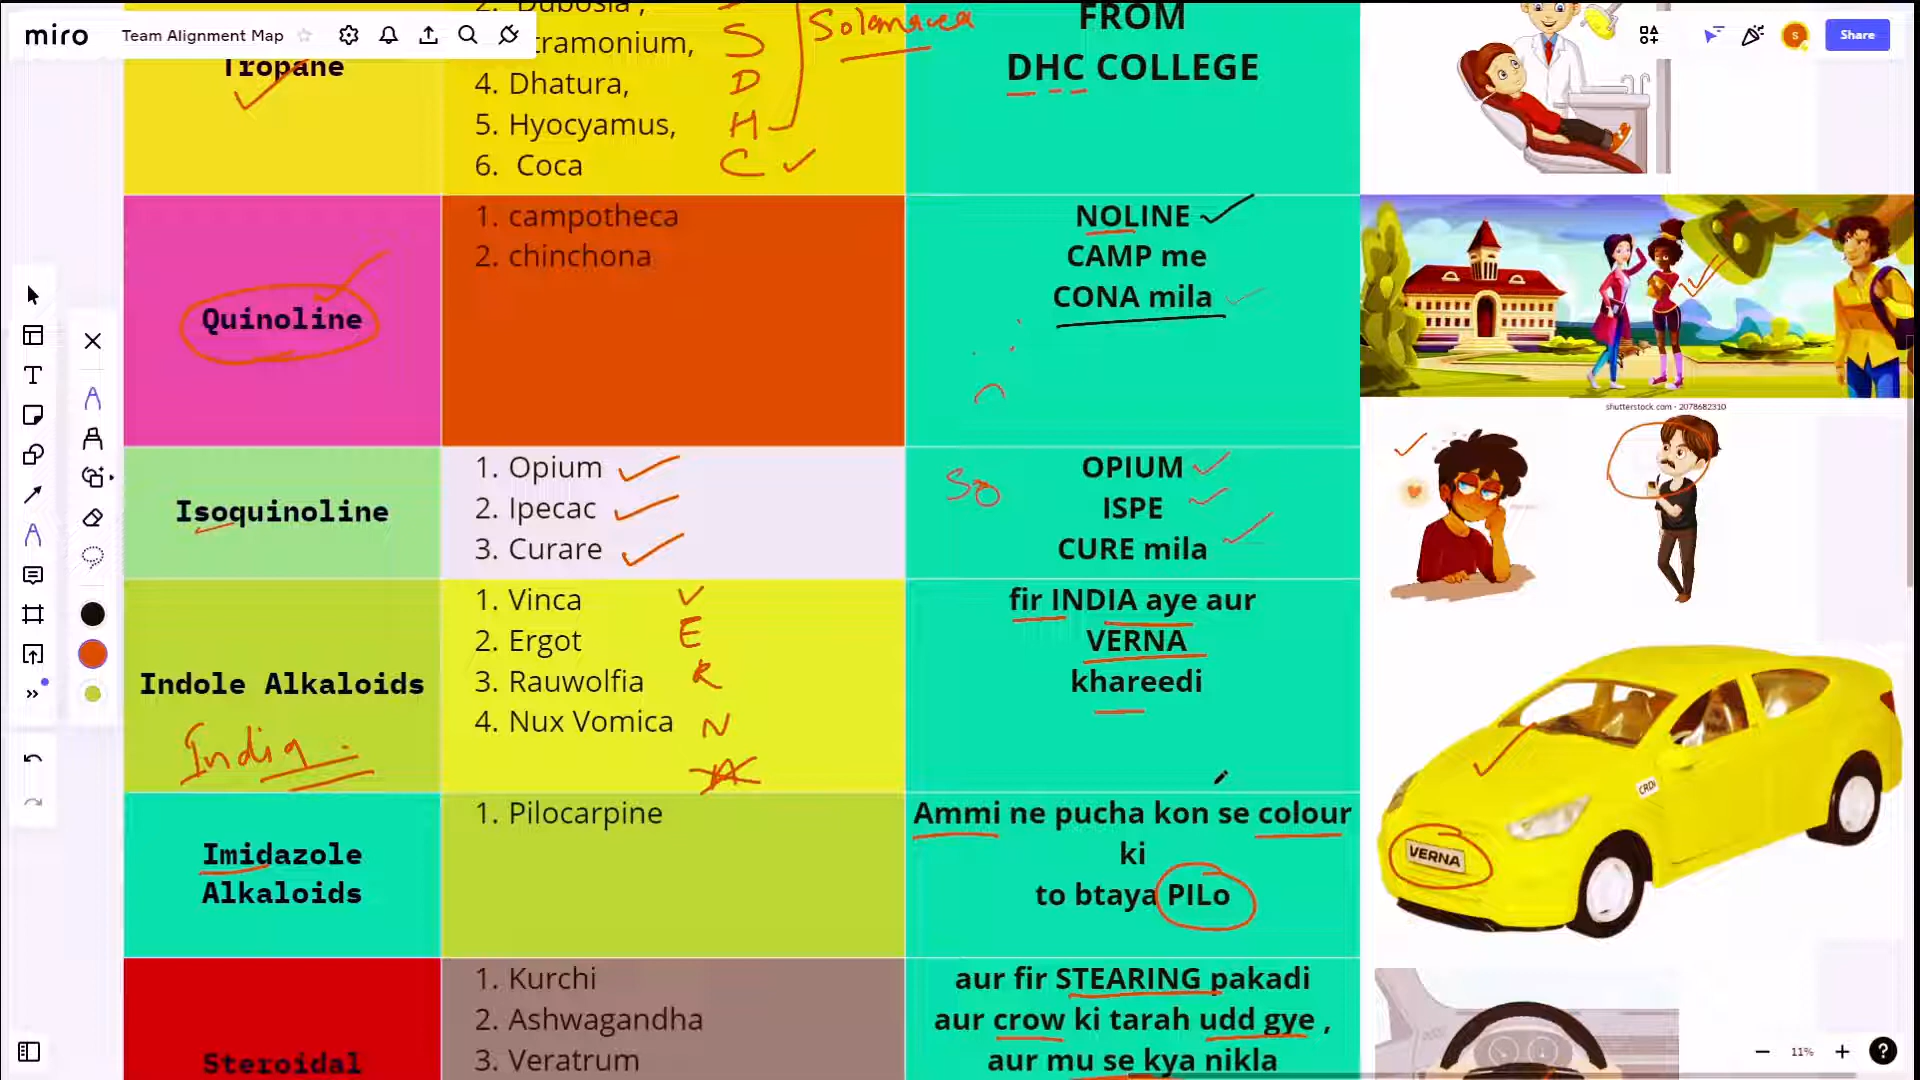 miro Team Alignment Map
Share
Tropane
2. Dubosia ,
tramonium,
4. Dhatura,
5. Hyocyamus,
6. Coca
S
D
H
C
Solanacea
FROM
DHC COLLEGE
Quinoline
1. campotheca
2. chinchona
NOLINE
CAMP me
CONA mila
shutterstock.com · 2078682310
Isoquinoline
1. Opium
2. Ipecac
3. Curare
So
OPIUM
ISPE
CURE mila
Indole Alkaloids
India
1. Vinca
2. Ergot
3. Rauwolfia
4. Nux Vomica
V
E
R
N
A
fir INDIA aye aur
VERNA
khareedi
CRDi
VERNA
Imidazole
Alkaloids
1. Pilocarpine
Ammi ne pucha kon se colour
ki
to btaya PILo
Steroidal
1. Kurchi
2. Ashwagandha
3. Veratrum
aur fir STEARING pakadi
aur crow ki tarah udd gye ,
aur mu se kya nikla
11%